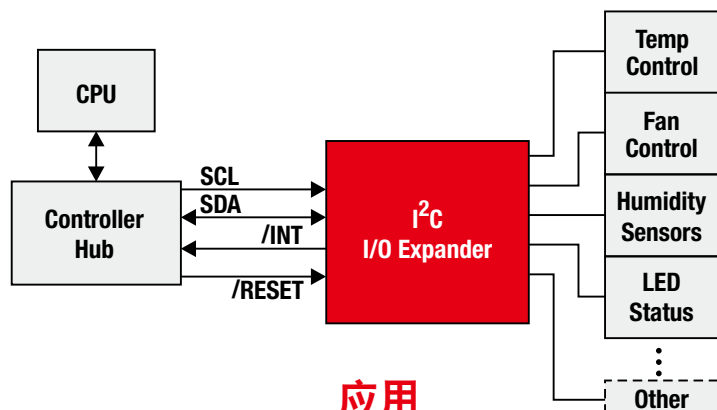 CPU
Controller
Hub
SCL
SDA
/INT
/RESET
I²C
I/O Expander
Temp
Control
Fan
Control
Humidity
Sensors
LED
Status
Other
应用